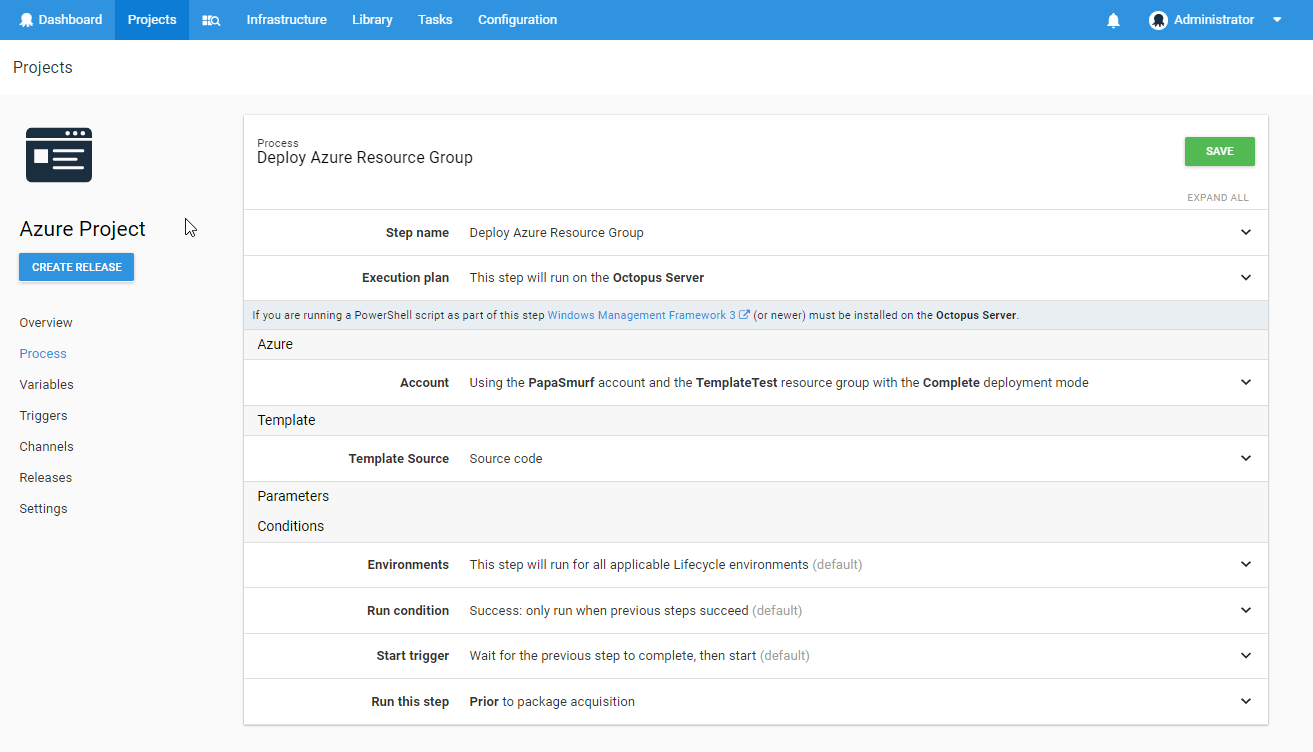 Dashboard Projects Infrastructure Library Tasks Configuration Administrator
Projects
Azure Project
CREATE RELEASE
Overview
Process
Variables
Triggers
Channels
Releases
Settings
Process
Deploy Azure Resource Group
SAVE
EXPAND ALL
Step name Deploy Azure Resource Group
Execution plan This step will run on the Octopus Server
If you are running a PowerShell script as part of this step Windows Management Framework 3 (or newer) must be installed on the Octopus Server.
Azure
Account Using the PapaSmurf account and the TemplateTest resource group with the Complete deployment mode
Template
Template Source Source code
Parameters
Conditions
Environments This step will run for all applicable Lifecycle environments (default)
Run condition Success: only run when previous steps succeed (default)
Start trigger Wait for the previous step to complete, then start (default)
Run this step Prior to package acquisition